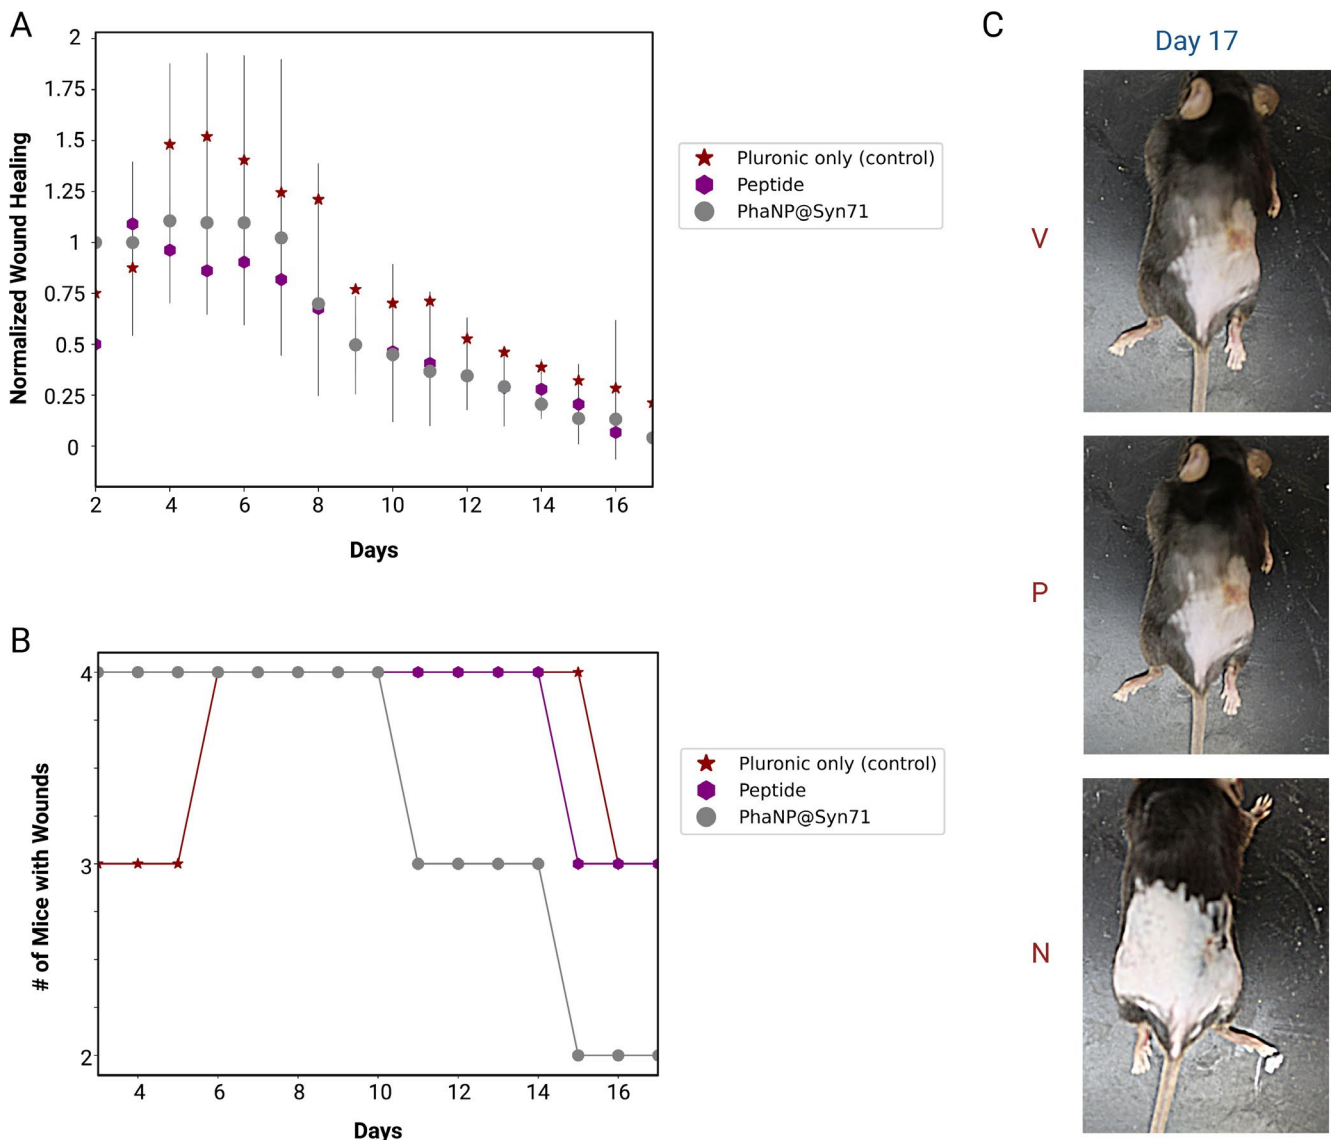 A
Normalized Wound Healing
2
1.75
1.5
1.25
1
0.75
0.5
0.25
0
2 4 6 8 10 12 14 16
Days
Pluronic only (control)
Peptide
PhaNP@Syn71
B
# of Mice with Wounds
4
3
2
4 6 8 10 12 14 16
Days
Pluronic only (control)
Peptide
PhaNP@Syn71
C
Day 17
V
P
N